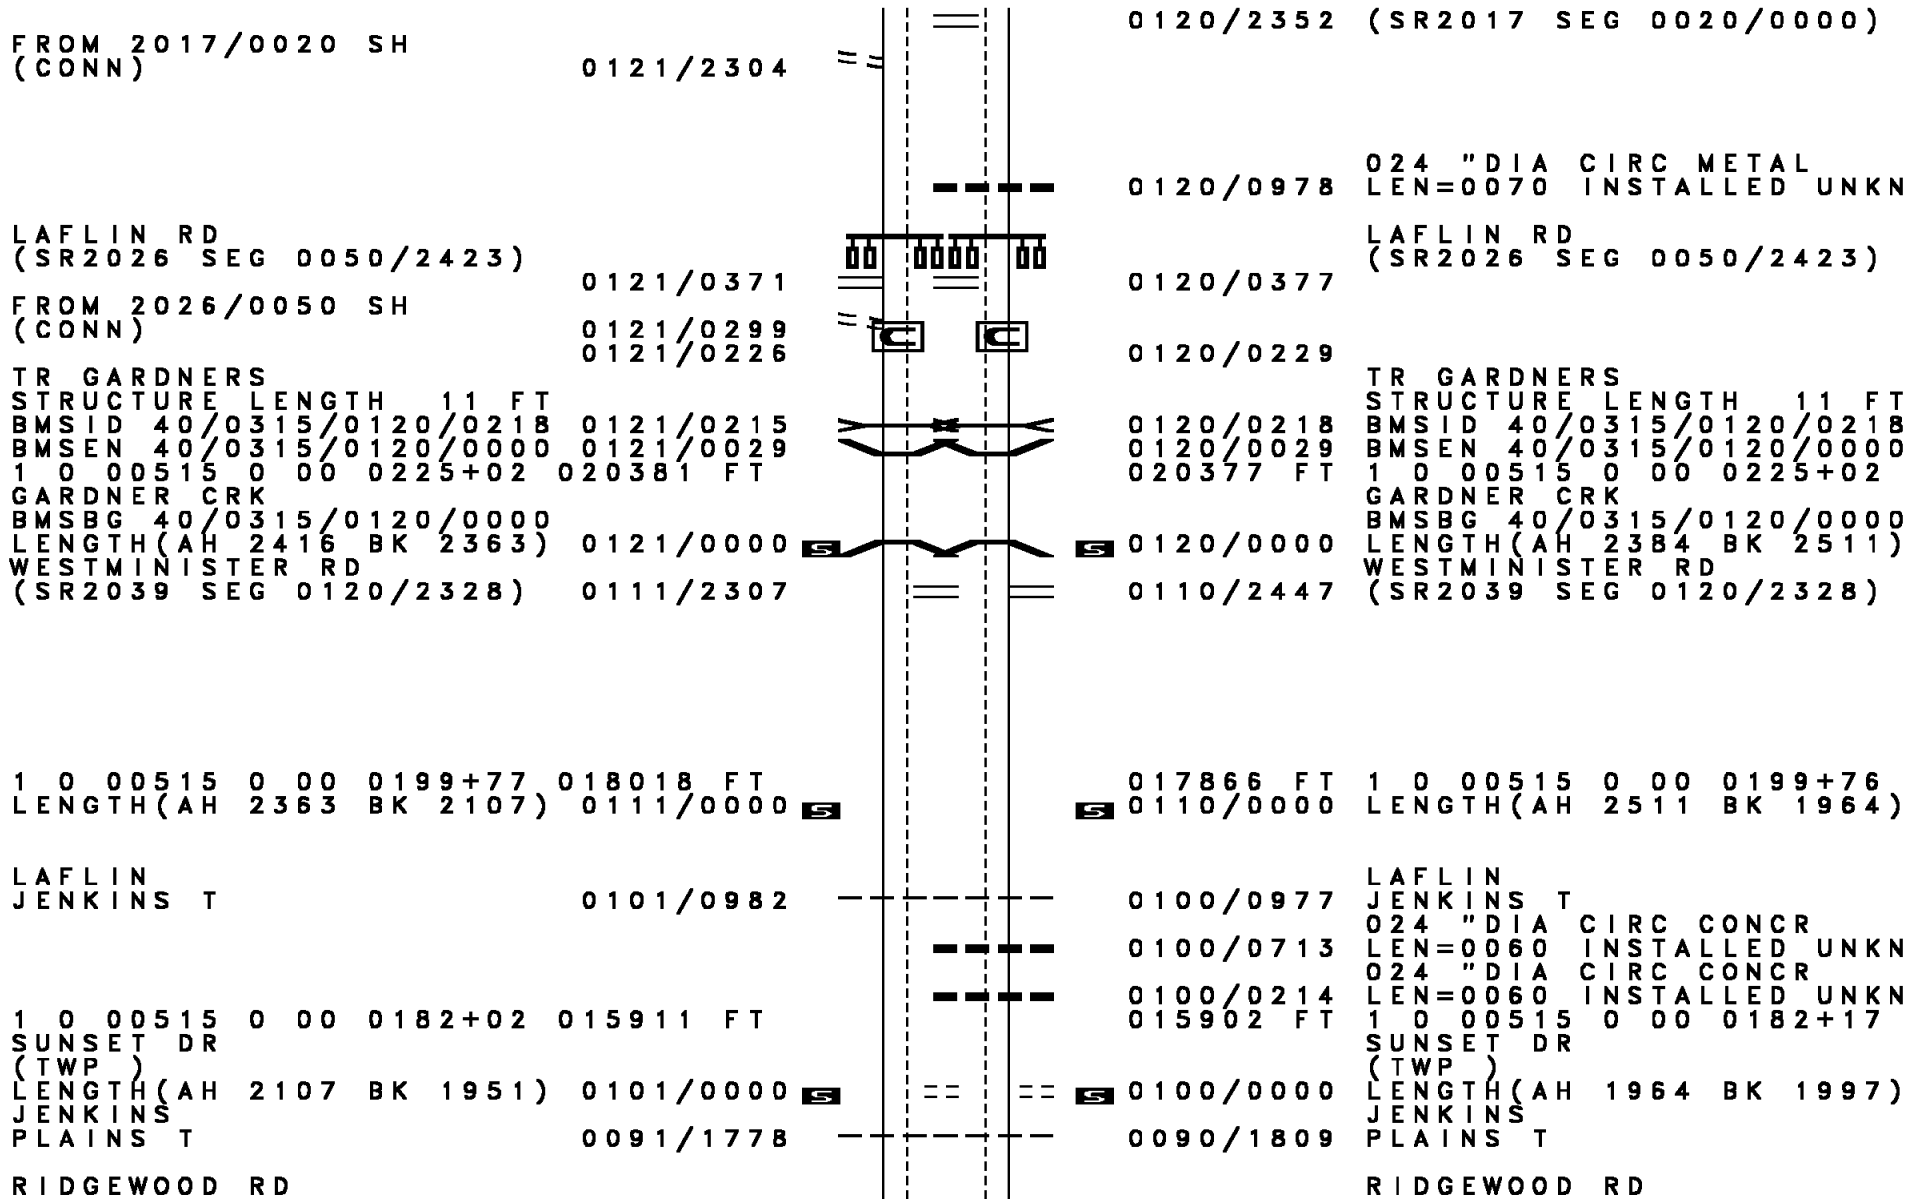 0120/2352 (SR2017 SEG 0020/0000)
FROM 2017/0020 SH
(CONN) 0121/2304
024 "DIA CIRC METAL
0120/0978 LEN=0070 INSTALLED UNKN
LAFLIN RD LAFLIN RD
(SR2026 SEG 0050/2423) (SR2026 SEG 0050/2423)
0121/0371 0120/0377
FROM 2026/0050 SH
(CONN) 0121/0299
0121/0226 0120/0229
TR GARDNERS TR GARDNERS
STRUCTURE LENGTH 11 FT STRUCTURE LENGTH 11 FT
BMSID 40/0315/0120/0218 0121/0215 0120/0218 BMSID 40/0315/0120/0218
BMSEN 40/0315/0120/0000 0121/0029 0120/0029 BMSEN 40/0315/0120/0000
1 0 00515 0 00 0225+02 020381 FT 020377 FT 1 0 00515 0 00 0225+02
GARDNER CRK GARDNER CRK
BMSBG 40/0315/0120/0000 BMSBG 40/0315/0120/0000
LENGTH(AH 2416 BK 2363) 0121/0000 S S 0120/0000 LENGTH(AH 2384 BK 2511)
WESTMINISTER RD WESTMINISTER RD
(SR2039 SEG 0120/2328) 0111/2307 0110/2447 (SR2039 SEG 0120/2328)
1 0 00515 0 00 0199+77 018018 FT 017866 FT 1 0 00515 0 00 0199+76
LENGTH(AH 2363 BK 2107) 0111/0000 S S 0110/0000 LENGTH(AH 2511 BK 1964)
LAFLIN LAFLIN
JENKINS T 0101/0982 0100/0977 JENKINS T
024 "DIA CIRC CONCR
0100/0713 LEN=0060 INSTALLED UNKN
024 "DIA CIRC CONCR
0100/0214 LEN=0060 INSTALLED UNKN
1 0 00515 0 00 0182+02 015911 FT 015902 FT 1 0 00515 0 00 0182+17
SUNSET DR SUNSET DR
(TWP ) (TWP )
LENGTH(AH 2107 BK 1951) 0101/0000 S S 0100/0000 LENGTH(AH 1964 BK 1997)
JENKINS JENKINS
PLAINS T 0091/1778 0090/1809 PLAINS T
RIDGEWOOD RD RIDGEWOOD RD